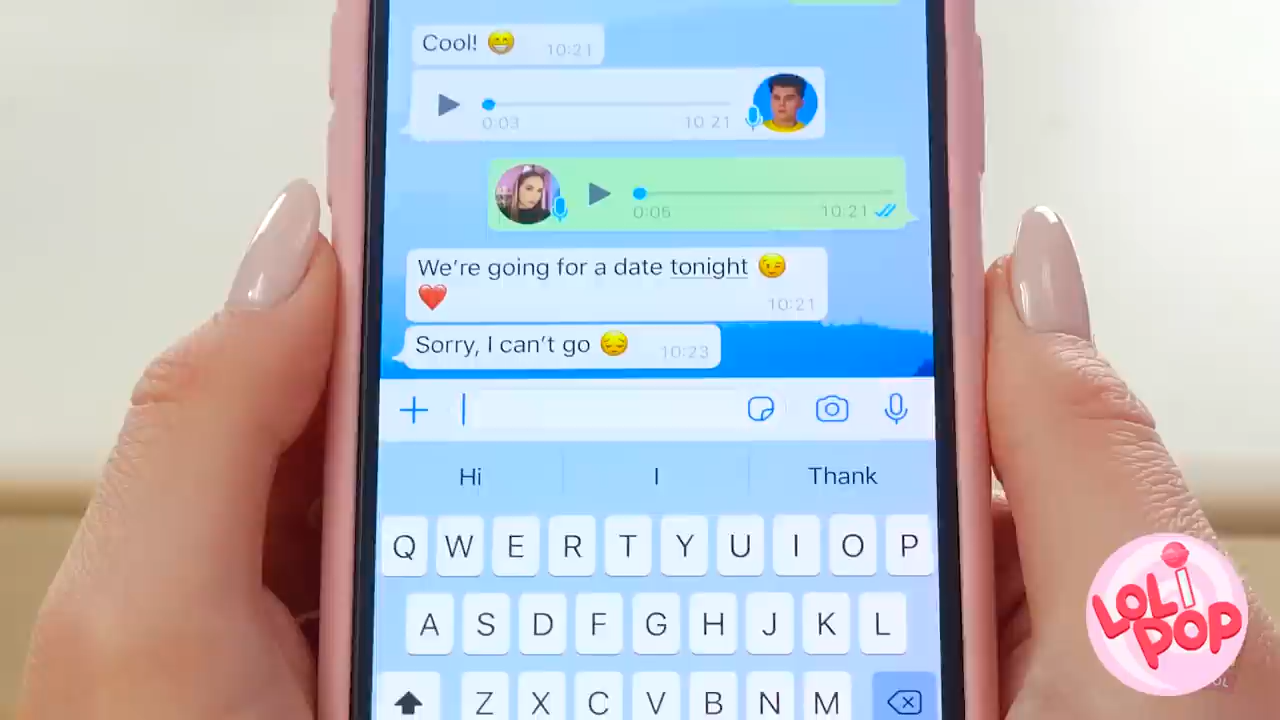 Cool! 😁 10:21
0:03 10 21
0:05 10:21
We're going for a date tonight 😉
❤️ 10:21
Sorry, I can't go 😔 10:23
Hi I Thank
Q W E R T Y U I O P
A S D F G H J K L
Z X C V B N M
LOLIPOP